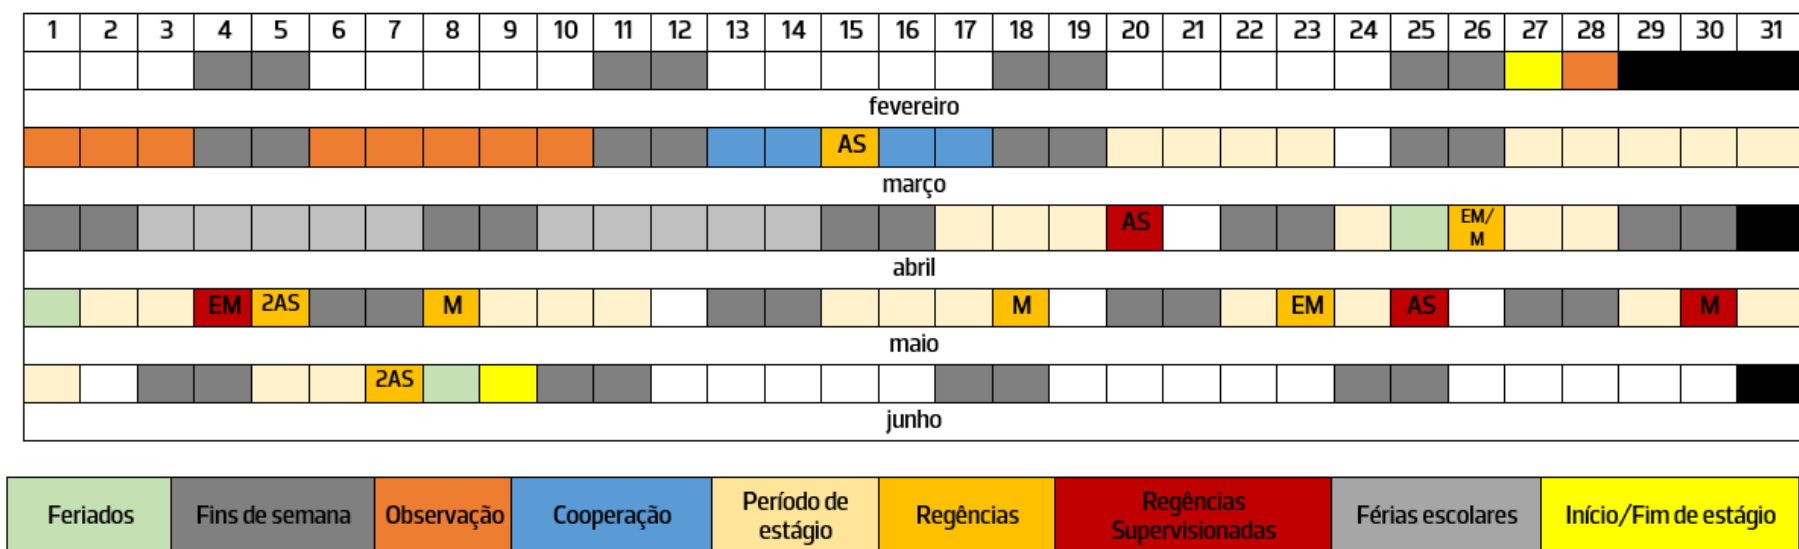 1 2 3 4 5 6 7 8 9 10 11 12 13 14 15 16 17 18 19 20 21 22 23 24 25 26 27 28 29 30 31
fevereiro
AS
março
AS EM/
M
abril
EM 2AS M M EM AS M
maio
2AS
junho
Feriados Fins de semana Observação Cooperação Período de estágio Regências Regências Supervisionadas Férias escolares Início/Fim de estágio